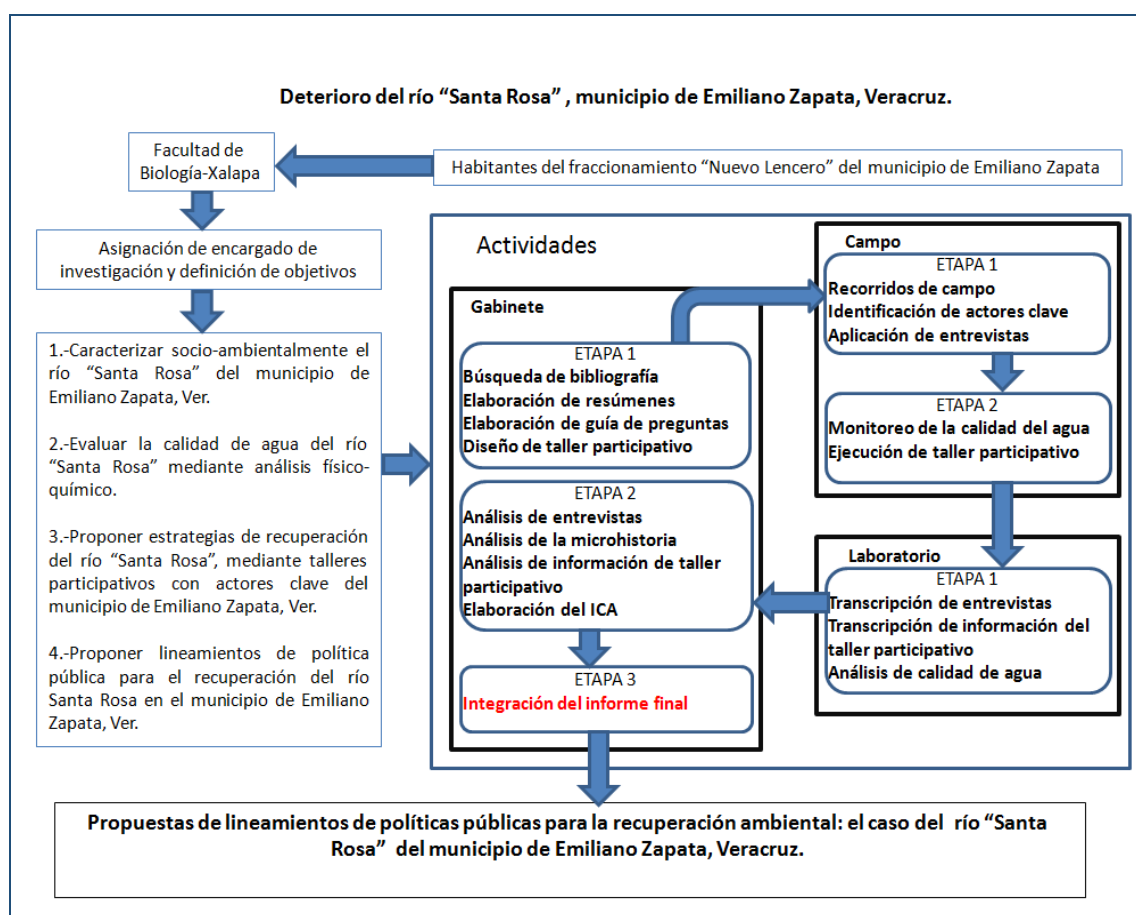 Deterioro del río “Santa Rosa” , municipio de Emiliano Zapata, Veracruz.
Facultad de
Biología-Xalapa
Habitantes del fraccionamiento “Nuevo Lencero” del municipio de Emiliano Zapata
Asignación de encargado de
investigación y definición de objetivos
1.-Caracterizar socio-ambientalmente el
río “Santa Rosa” del municipio de
Emiliano Zapata, Ver.
2.-Evaluar la calidad de agua del río
“Santa Rosa” mediante análisis físico-
químico.
3.-Proponer estrategias de recuperación
del río “Santa Rosa”, mediante talleres
participativos con actores clave del
municipio de Emiliano Zapata, Ver.
4.-Proponer lineamientos de política
pública para el recuperación del río
Santa Rosa en el municipio de Emiliano
Zapata, Ver.
Actividades
Gabinete
ETAPA 1
Búsqueda de bibliografía
Elaboración de resúmenes
Elaboración de guía de preguntas
Diseño de taller participativo
ETAPA 2
Análisis de entrevistas
Análisis de la microhistoria
Análisis de información de taller
participativo
Elaboración del ICA
ETAPA 3
Integración del informe final
Campo
ETAPA 1
Recorridos de campo
Identificación de actores clave
Aplicación de entrevistas
ETAPA 2
Monitoreo de la calidad del agua
Ejecución de taller participativo
Laboratorio
ETAPA 1
Transcripción de entrevistas
Transcripción de información del
taller participativo
Análisis de calidad de agua
Propuestas de lineamientos de políticas públicas para la recuperación ambiental: el caso del río “Santa
Rosa” del municipio de Emiliano Zapata, Veracruz.